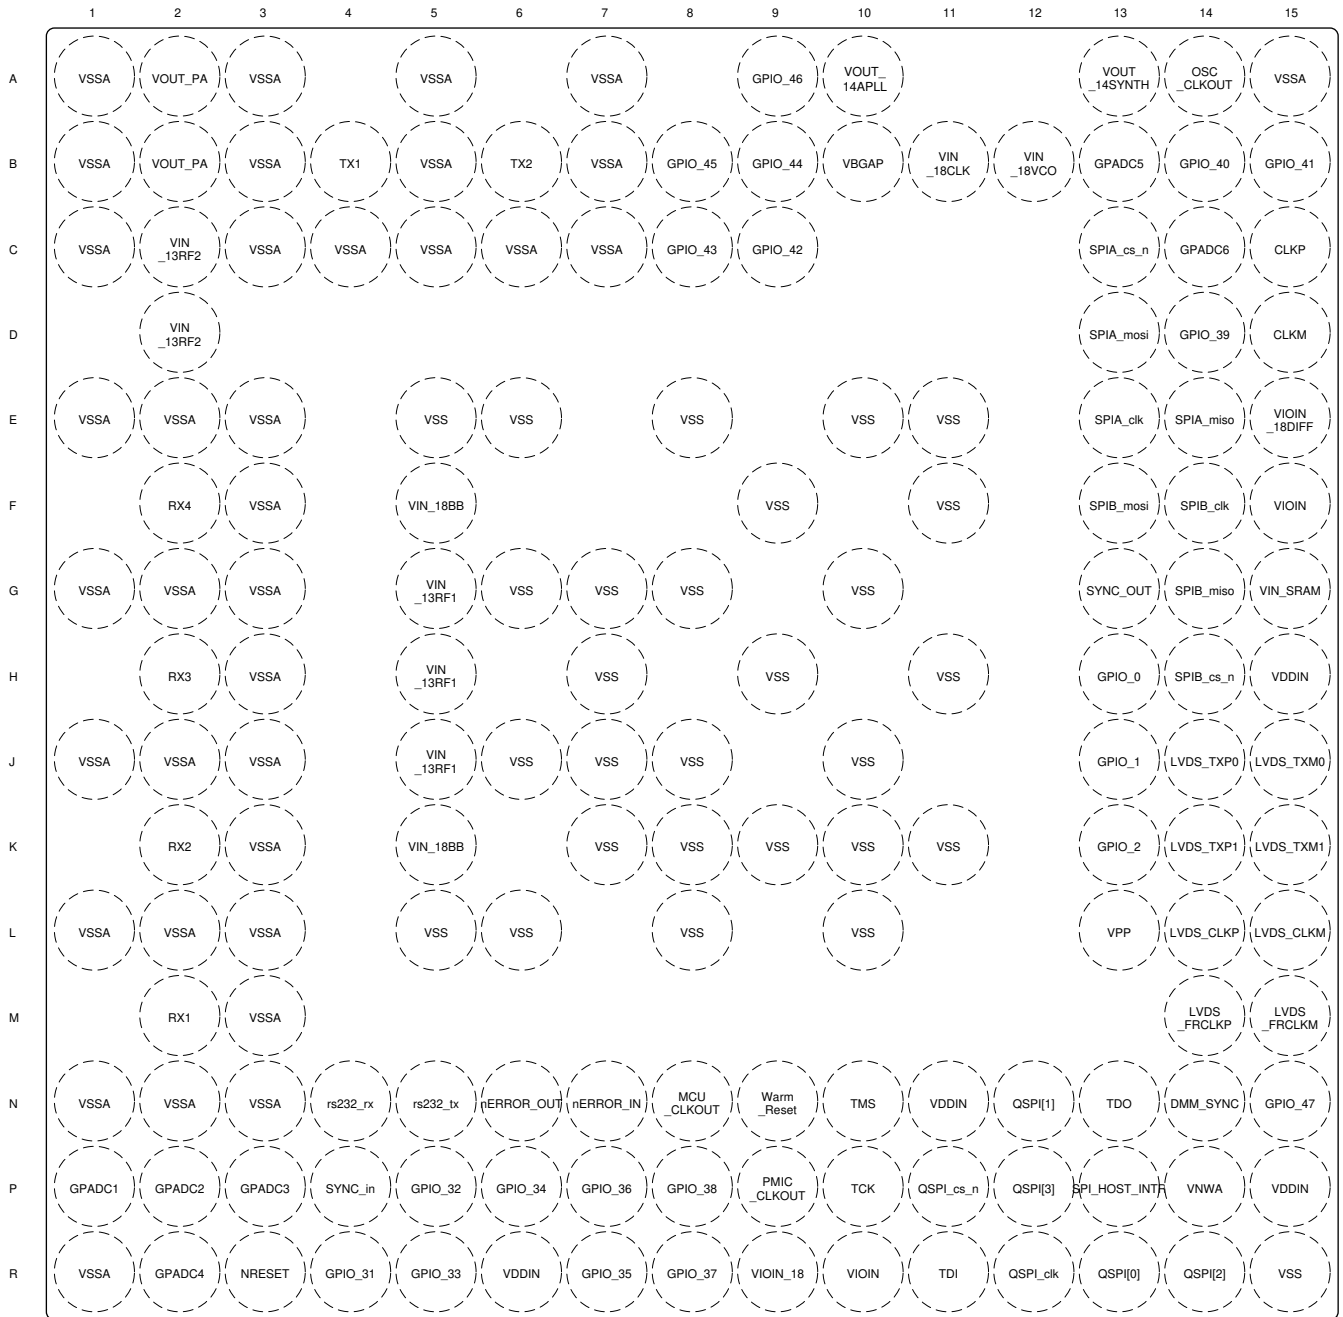 1 2 3 4 5 6 7 8 9 10 11 12 13 14 15
A VSSA VOUT_PA VSSA VSSA VSSA GPIO_46 VOUT_ 14APLL VOUT _14SYNTH OSC _CLKOUT VSSA
B VSSA VOUT_PA VSSA TX1 VSSA TX2 VSSA GPIO_45 GPIO_44 VBGAP VIN _18CLK VIN _18VCO GPADC5 GPIO_40 GPIO_41
C VSSA VIN _13RF2 VSSA VSSA VSSA VSSA VSSA GPIO_43 GPIO_42 SPIA_cs_n GPADC6 CLKP
D VIN _13RF2 SPIA_mosi GPIO_39 CLKM
E VSSA VSSA VSSA VSS VSS VSS VSS VSS SPIA_clk SPIA_miso VIOIN _18DIFF
F RX4 VSSA VIN_18BB VSS VSS SPIB_mosi SPIB_clk VIOIN
G VSSA VSSA VSSA VIN _13RF1 VSS VSS VSS VSS SYNC_OUT SPIB_miso VIN_SRAM
H RX3 VSSA VIN _13RF1 VSS VSS VSS GPIO_0 SPIB_cs_n VDDIN
J VSSA VSSA VSSA VIN _13RF1 VSS VSS VSS VSS GPIO_1 LVDS_TXP0 LVDS_TXM0
K RX2 VSSA VIN_18BB VSS VSS VSS VSS VSS GPIO_2 LVDS_TXP1 LVDS_TXM1
L VSSA VSSA VSSA VSS VSS VSS VSS VPP LVDS_CLKP LVDS_CLKM
M RX1 VSSA LVDS _FRCLKP LVDS _FRCLKM
N VSSA VSSA VSSA rs232_rx rs232_tx nERROR_OUT nERROR_IN MCU _CLKOUT Warm _Reset TMS VDDIN QSPI[1] TDO DMM_SYNC GPIO_47
P GPADC1 GPADC2 GPADC3 SYNC_in GPIO_32 GPIO_34 GPIO_36 GPIO_38 PMIC _CLKOUT TCK QSPI_cs_n QSPI[3] SPI_HOST_INTR VNWA VDDIN
R VSSA GPADC4 NRESET GPIO_31 GPIO_33 VDDIN GPIO_35 GPIO_37 VIOIN_18 VIOIN TDI QSPI_clk QSPI[0] QSPI[2] VSS